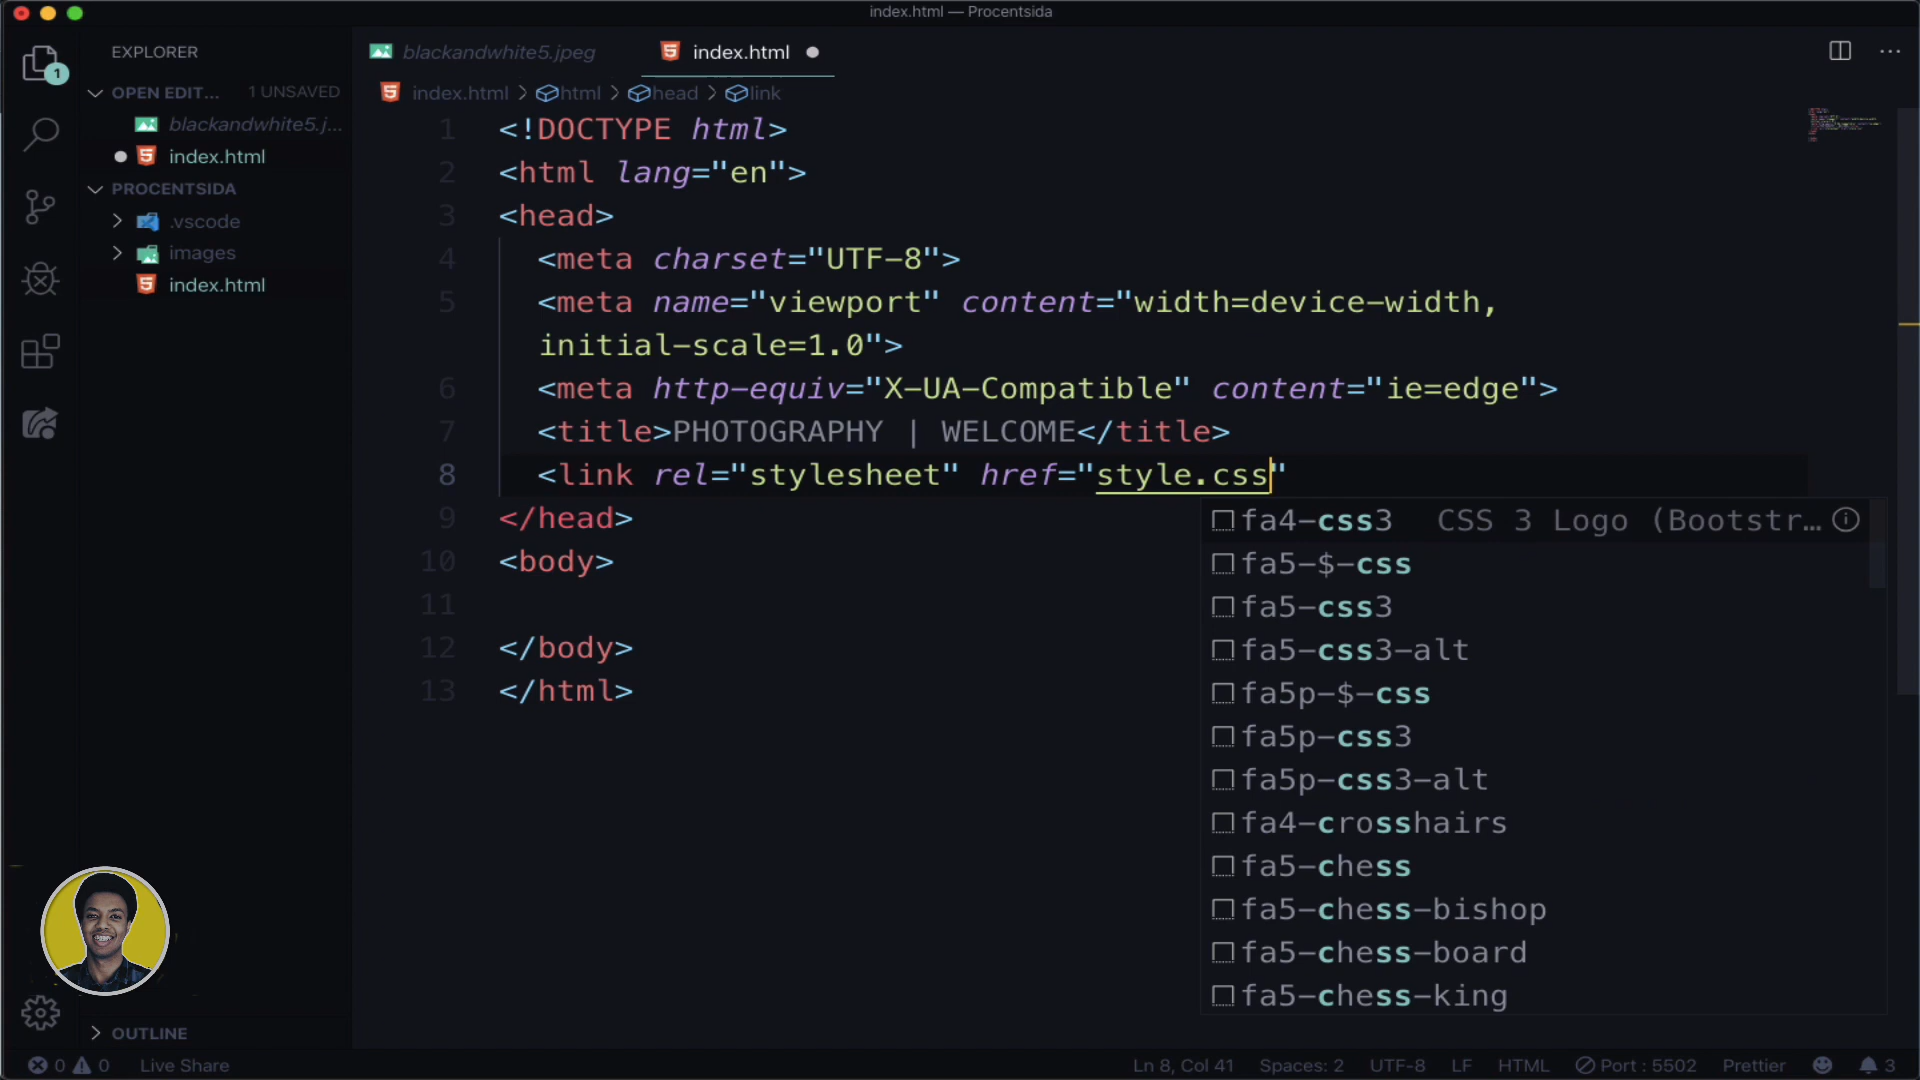 index.html — Procentsida
1
EXPLORER
OPEN EDIT... 1 UNSAVED
blackandwhite5.j...
index.html
PROCENTSIDA
.vscode
images
index.html
OUTLINE
blackandwhite5.jpeg
index.html
index.html > html > head > link
1 <!DOCTYPE html>
2 <html lang="en">
3 <head>
4 <meta charset="UTF-8">
5 <meta name="viewport" content="width=device-width,
initial-scale=1.0">
6 <meta http-equiv="X-UA-Compatible" content="ie=edge">
7 <title>PHOTOGRAPHY | WELCOME</title>
8 <link rel="stylesheet" href="style.css"
9 </head>
10 <body>
11
12 </body>
13 </html>
fa4-css3 CSS 3 Logo (Bootstr...
fa5-$-css
fa5-css3
fa5-css3-alt
fa5p-$-css
fa5p-css3
fa5p-css3-alt
fa4-crosshairs
fa5-chess
fa5-chess-bishop
fa5-chess-board
fa5-chess-king
0 0 Live Share Ln 8, Col 41 Spaces: 2 UTF-8 LF HTML Port : 5502 Prettier 3